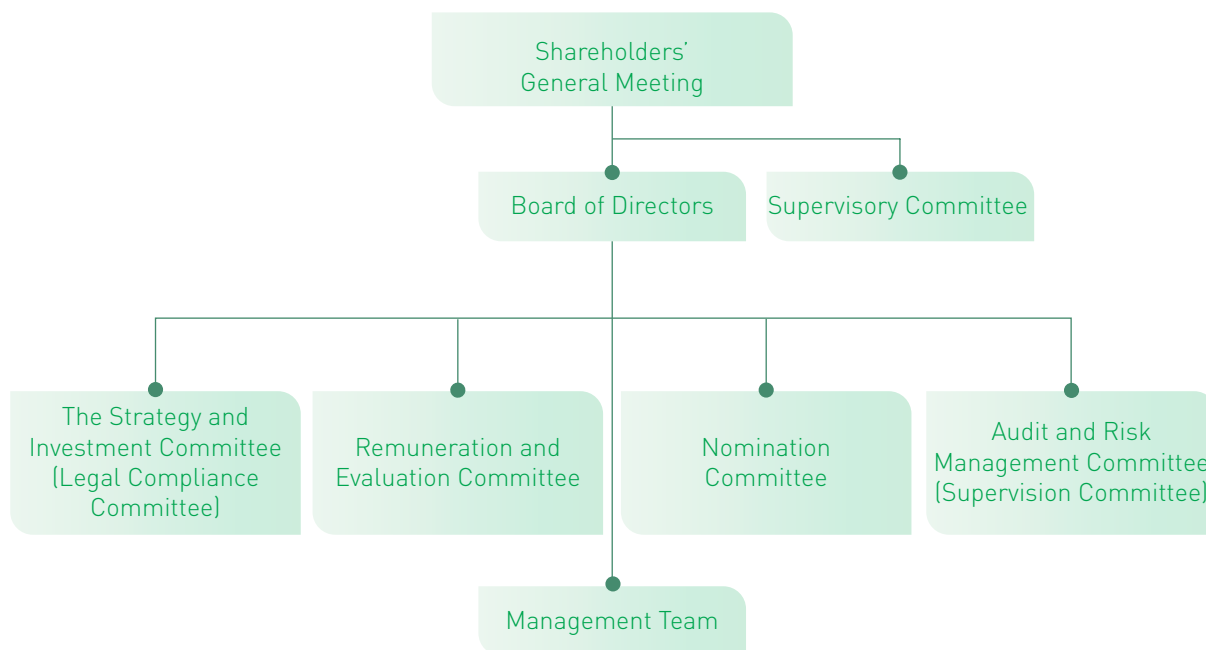 Shareholders’
General Meeting
Board of Directors
Supervisory Committee
The Strategy and
Investment Committee
(Legal Compliance
Committee)
Remuneration and
Evaluation Committee
Nomination
Committee
Audit and Risk
Management Committee
(Supervision Committee)
Management Team